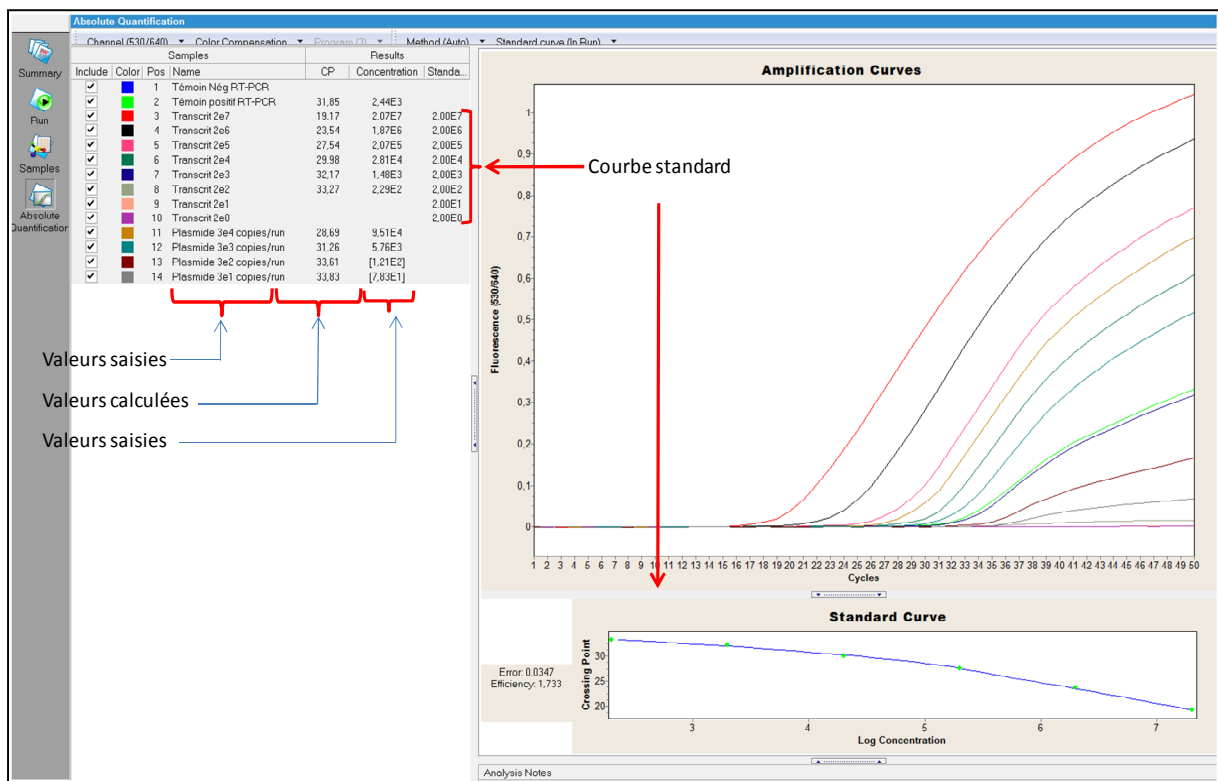 Absolute Quantification
Channel (530/640) Color Compensation Program (3) Method (Auto) Standard curve (In Run)
Summary
Run
Samples
Absolute
Quantification
Samples Results
Include Color Pos Name CP Concentration Standa...
1 Témoin Nég RT-PCR
2 Témoin positif RT-PCR 31,85 2,44E3
3 Transcrit 2e7 19,17 2,07E7 2,00E7
4 Transcrit 2e6 23,54 1,87E6 2,00E6
5 Transcrit 2e5 27,54 2,07E5 2,00E5
6 Transcrit 2e4 29,98 2,81E4 2,00E4
7 Transcrit 2e3 32,17 1,48E3 2,00E3
8 Transcrit 2e2 33,27 2,29E2 2,00E2
9 Transcrit 2e1 2,00E1
10 Transcrit 2e0 2,00E0
11 Plasmide 3e4 copies/run 28,69 9,51E4
12 Plasmide 3e3 copies/run 31,26 5,76E3
13 Plasmide 3e2 copies/run 33,61 [1,21E2]
14 Plasmide 3e1 copies/run 33,83 [7,83E1]
Courbe standard
Valeurs saisies
Valeurs calculées
Valeurs saisies
Amplification Curves
Fluorescence (530/640)
1
0,9
0,8
0,7
0,6
0,5
0,4
0,3
0,2
0,1
0
1 2 3 4 5 6 7 8 9 10 11 12 13 14 15 16 17 18 19 20 21 22 23 24 25 26 27 28 29 30 31 32 33 34 35 36 37 38 39 40 41 42 43 44 45 46 47 48 49 50
Cycles
Standard Curve
Error: 0.0347
Efficiency: 1,733
Crossing Point
30
25
20
3 4 5 6 7
Log Concentration
Analysis Notes